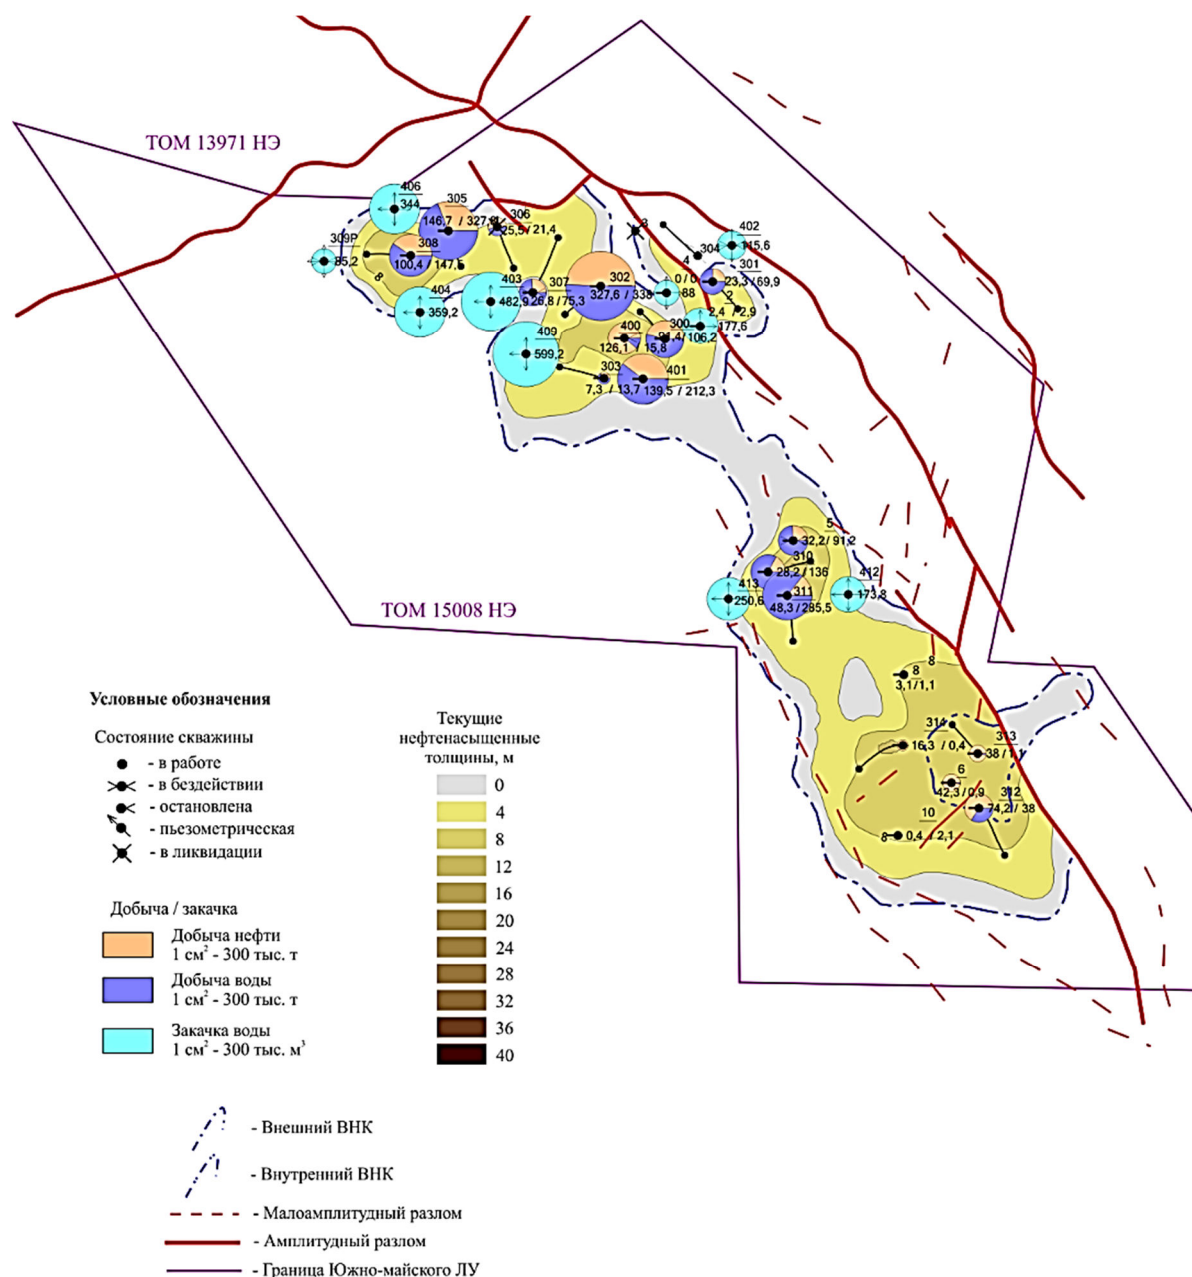 ТОМ 13971 НЭ
406
344
305
146,7 / 327,8
306
25,5 / 21,4
3
309Р
85,2
308
100,4 / 147,5
8
304
402
115,6
4
0 / 0
88
301
23,3 / 69,9
2
2,4 / 2,9
404
359,2
403
482,9
307
26,8 / 75,3
302
327,6 / 338
177,6
409
599,2
400
126,1 / 15,8
300
106,2
303
7,3 / 13,7
401
139,5 / 212,3
5
32,2 / 91,2
310
28,2 / 136
412
173,8
413
250,6
311
48,3 / 285,5
ТОМ 15008 НЭ
8
8
3,1 / 1,1
314
16,3 / 0,4
313
38 / 1,1
6
42,3 / 0,9
312
74,2 / 38
10
8
0,4 / 2,1
Условные обозначения
Состояние скважины
- в работе
- в бездействии
- остановлена
- пьезометрическая
- в ликвидации
Добыча / закачка
Добыча нефти
1 см² - 300 тыс. т
Добыча воды
1 см² - 300 тыс. т
Закачка воды
1 см² - 300 тыс. м³
Текущие
нефтенасыщенные
толщины, м
0
4
8
12
16
20
24
28
32
36
40
- Внешний ВНК
- Внутренний ВНК
- Малоамплитудный разлом
- Амплитудный разлом
- Граница Южно-майского ЛУ